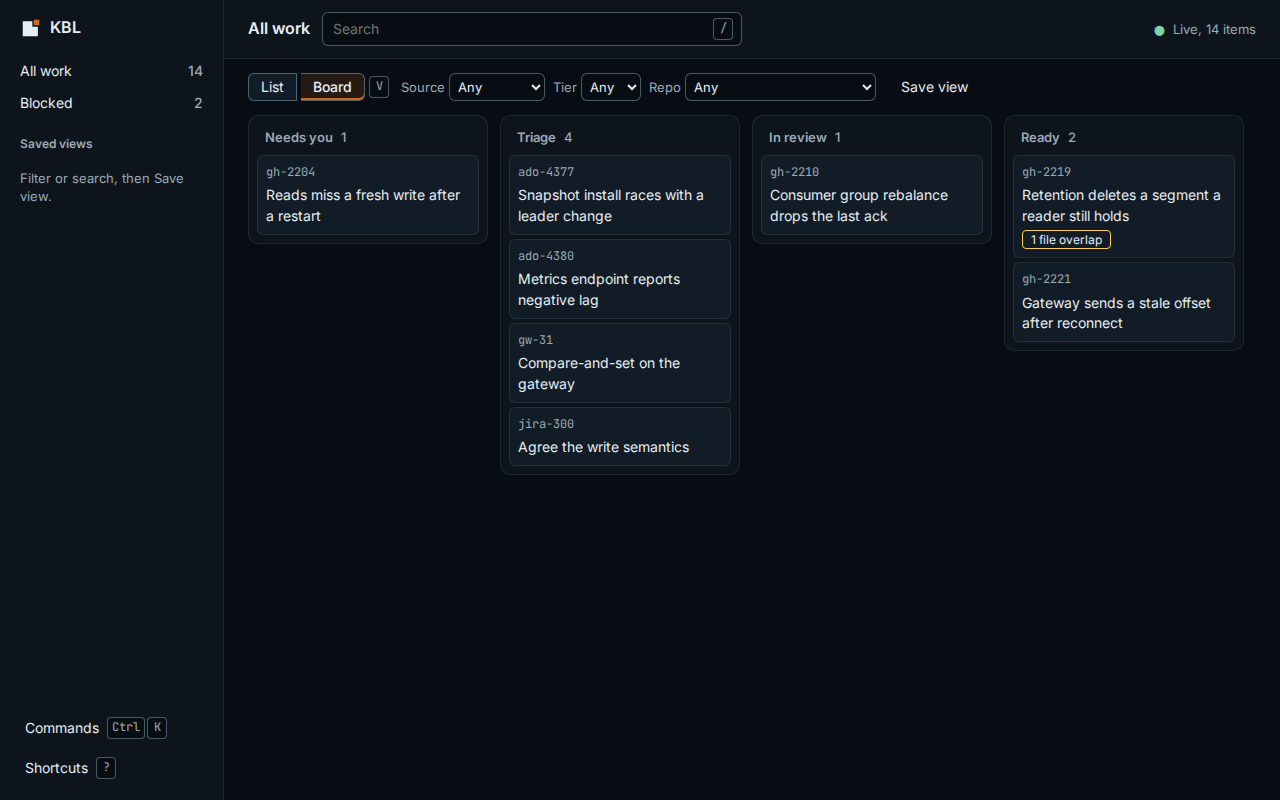 KBL
All work 14
Blocked 2
Saved views
Filter or search, then Save
view.
Commands Ctrl K
Shortcuts ?
All work Search /
Live, 14 items
List Board V Source Any Tier Any Repo Any Save view
Needs you 1
gh-2204
Reads miss a fresh write after
a restart
Triage 4
ado-4377
Snapshot install races with a
leader change
ado-4380
Metrics endpoint reports
negative lag
gw-31
Compare-and-set on the
gateway
jira-300
Agree the write semantics
In review 1
gh-2210
Consumer group rebalance
drops the last ack
Ready 2
gh-2219
Retention deletes a segment a
reader still holds
1 file overlap
gh-2221
Gateway sends a stale offset
after reconnect